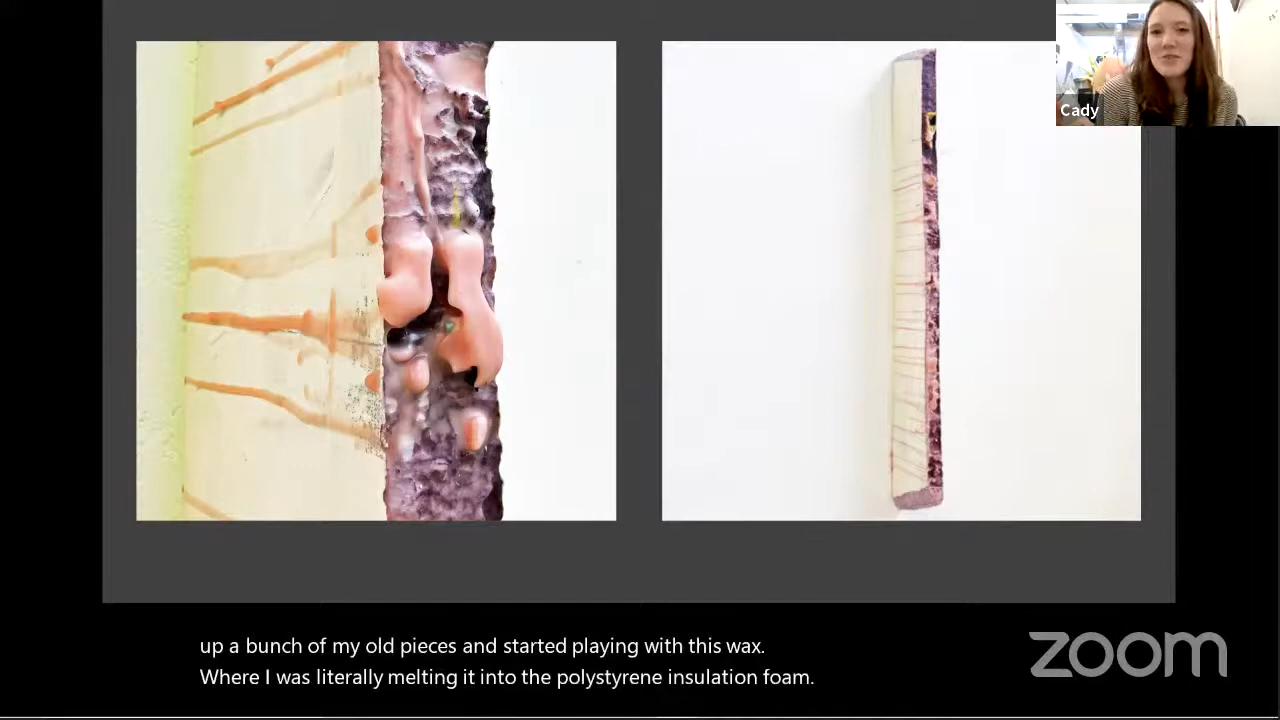 Cady
up a bunch of my old pieces and started playing with this wax.
Where I was literally melting it into the polystyrene insulation foam.
zoom